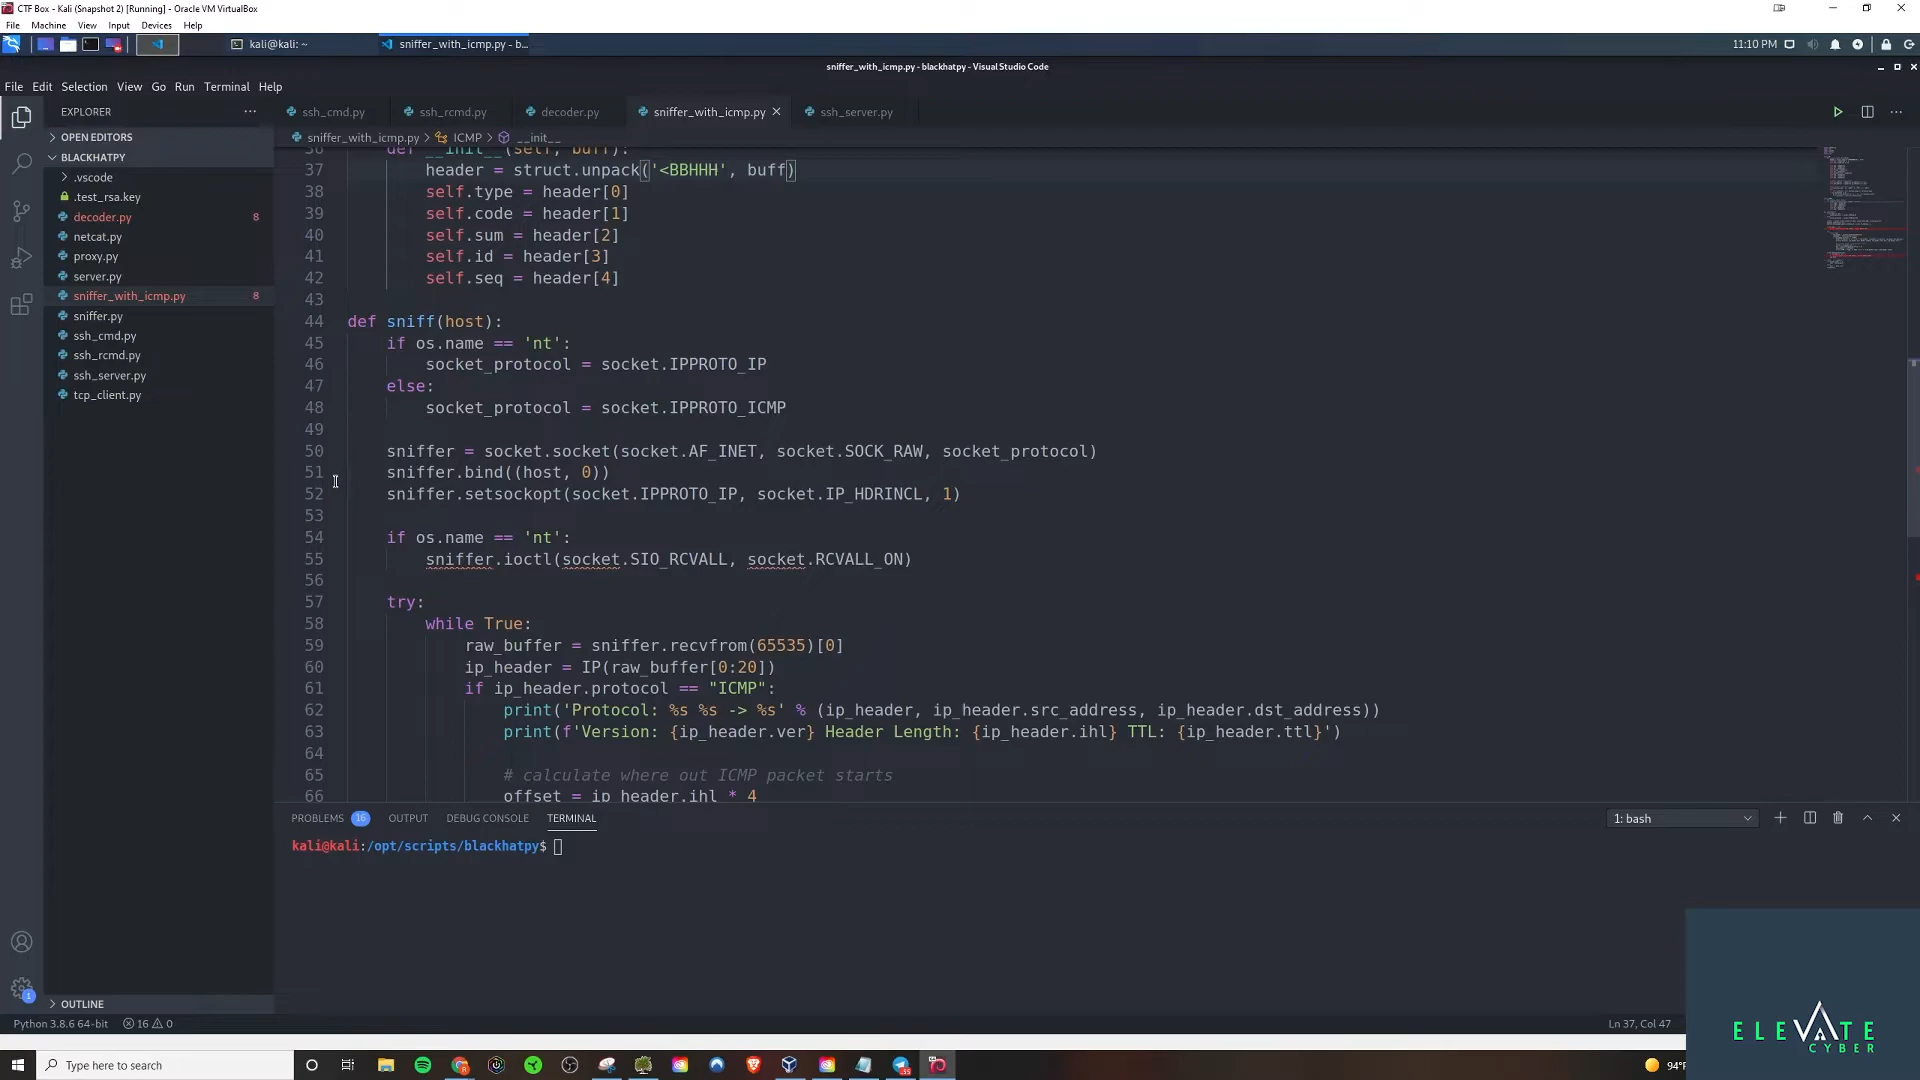 CTF Box - Kali (Snapshot 2) [Running] - Oracle VM VirtualBox
File Machine View Input Devices Help
kali@kali: ~
sniffer_with_icmp.py - b...
11:10 PM
sniffer_with_icmp.py - blackhatpy - Visual Studio Code
File Edit Selection View Go Run Terminal Help
EXPLORER
ssh_cmd.py
ssh_rcmd.py
decoder.py
sniffer_with_icmp.py
ssh_server.py
OPEN EDITORS
sniffer_with_icmp.py > ICMP > __init__
BLACKHATPY
.vscode
.test_rsa.key
decoder.py 8
netcat.py
proxy.py
server.py
sniffer_with_icmp.py 8
sniffer.py
ssh_cmd.py
ssh_rcmd.py
ssh_server.py
tcp_client.py
OUTLINE
36 def __init__(self, buff):
37 header = struct.unpack('<BBHHH', buff)
38 self.type = header[0]
39 self.code = header[1]
40 self.sum = header[2]
41 self.id = header[3]
42 self.seq = header[4]
43
44 def sniff(host):
45 if os.name == 'nt':
46 socket_protocol = socket.IPPROTO_IP
47 else:
48 socket_protocol = socket.IPPROTO_ICMP
49
50 sniffer = socket.socket(socket.AF_INET, socket.SOCK_RAW, socket_protocol)
51 sniffer.bind((host, 0))
52 sniffer.setsockopt(socket.IPPROTO_IP, socket.IP_HDRINCL, 1)
53
54 if os.name == 'nt':
55 sniffer.ioctl(socket.SIO_RCVALL, socket.RCVALL_ON)
56
57 try:
58 while True:
59 raw_buffer = sniffer.recvfrom(65535)[0]
60 ip_header = IP(raw_buffer[0:20])
61 if ip_header.protocol == "ICMP":
62 print('Protocol: %s %s -> %s' % (ip_header, ip_header.src_address, ip_header.dst_address))
63 print(f'Version: {ip_header.ver} Header Length: {ip_header.ihl} TTL: {ip_header.ttl}')
64
65 # calculate where out ICMP packet starts
66 offset = ip_header.ihl * 4
PROBLEMS 16 OUTPUT DEBUG CONSOLE TERMINAL
1: bash
kali@kali:/opt/scripts/blackhatpy$
1
Python 3.8.6 64-bit 16 0
Ln 37, Col 47
ELEVATE
CYBER
Type here to search
94°F